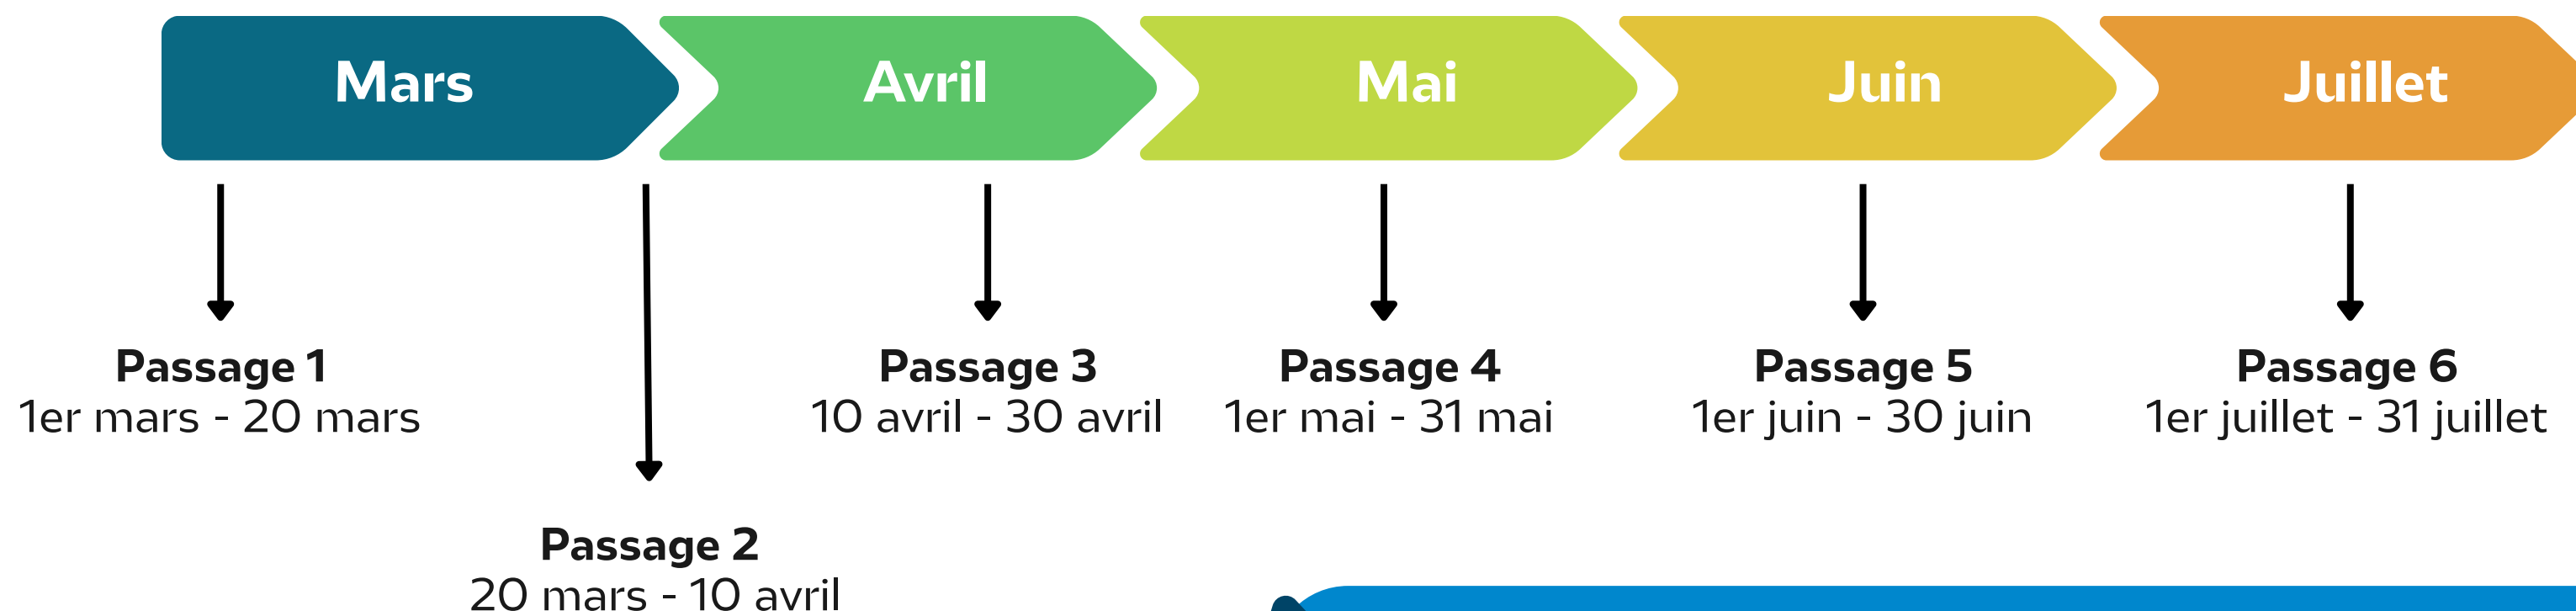 Mars
Avril
Mai
Juin
Juillet
Passage 1
1er mars - 20 mars
Passage 2
20 mars - 10 avril
Passage 3
10 avril - 30 avril
Passage 4
1er mai - 31 mai
Passage 5
1er juin - 30 juin
Passage 6
1er juillet - 31 juillet